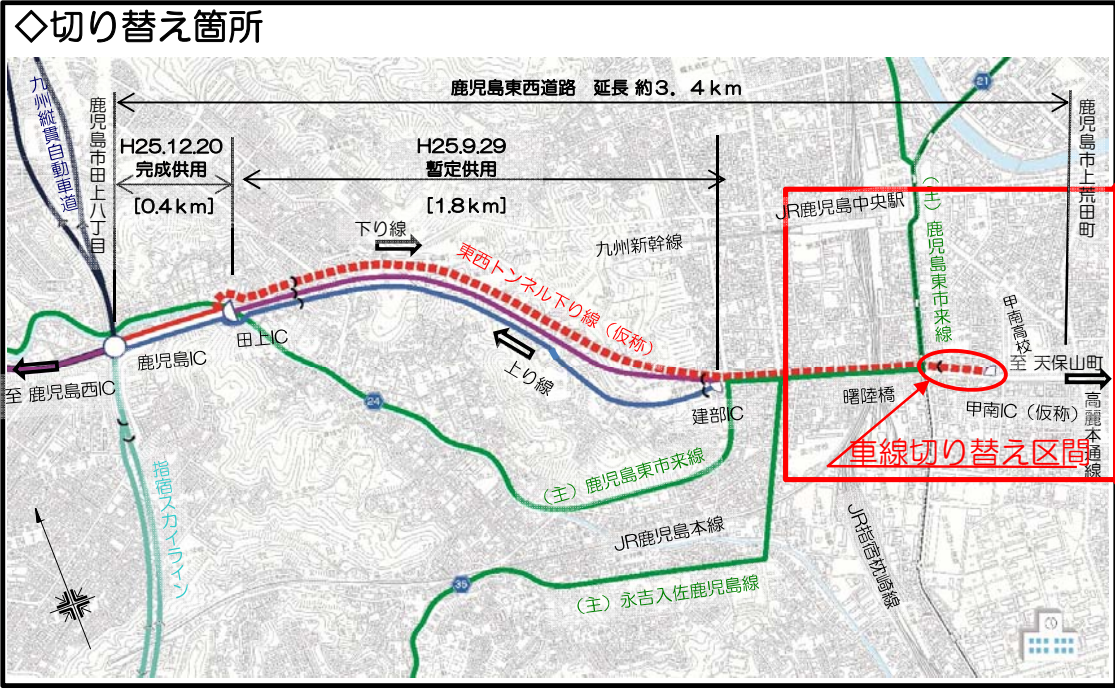 ◇切り替え箇所
鹿児島東西道路 延長 約3.4km
九州縦貫自動車道
鹿児島市田上八丁目
H25.12.20
完成供用
[0.4km]
H25.9.29
暫定供用
[1.8km]
21
鹿児島市上荒田町
JR鹿児島中央駅
(主)鹿児島東市来線
下り線
九州新幹線
東西トンネル下り線(仮称)
上り線
田上IC
鹿児島IC
至 鹿児島西IC
建部IC
曙陸橋
甲南高校
至 天保山町
甲南IC(仮称)
高麗本通線
車線切り替え区間
24
(主)鹿児島東市来線
指宿スカイライン
JR鹿児島本線
JR指宿枕崎線
35
(主)永吉入佐鹿児島線